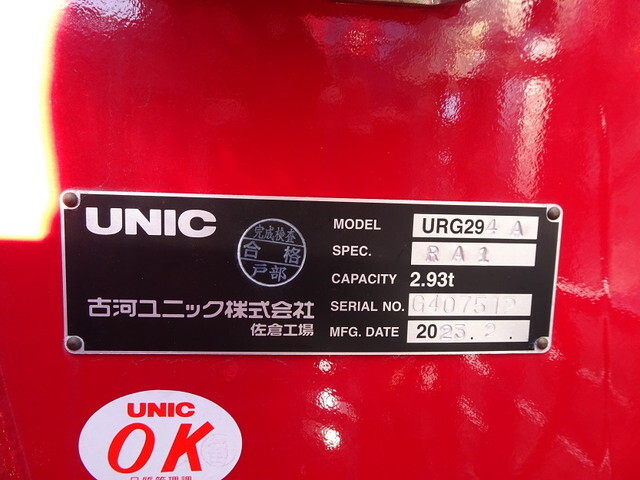 UNIC
完成検査
合格
戸部
古河ユニック株式会社
佐倉工場
MODEL URG294A
SPEC. RA1
CAPACITY 2.93t
SERIAL NO.
MFG. DATE 2023.2.
UNIC
OK